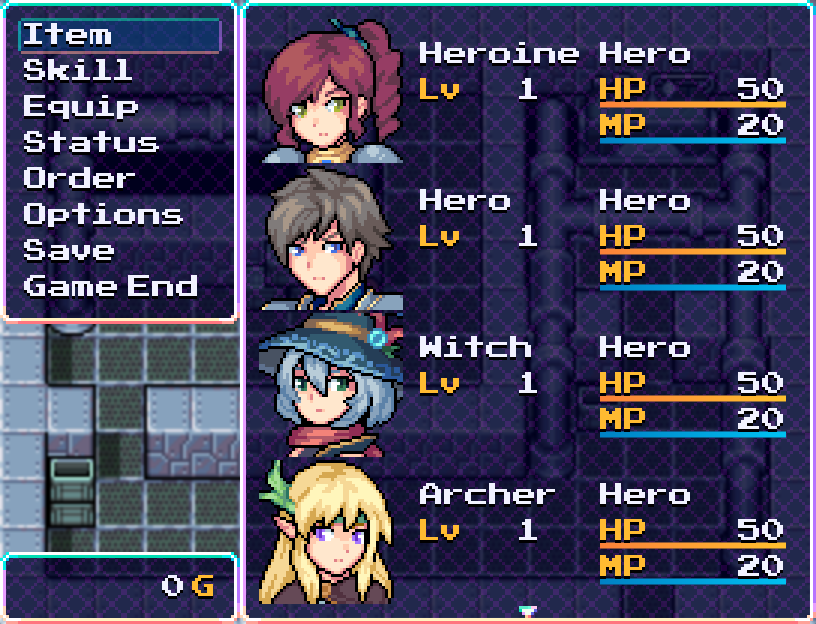 Item
Skill
Equip
Status
Order
Options
Save
Game End
0 G
Heroine Hero
Lv 1 HP 50
MP 20
Hero Hero
Lv 1 HP 50
MP 20
Witch Hero
Lv 1 HP 50
MP 20
Archer Hero
Lv 1 HP 50
MP 20